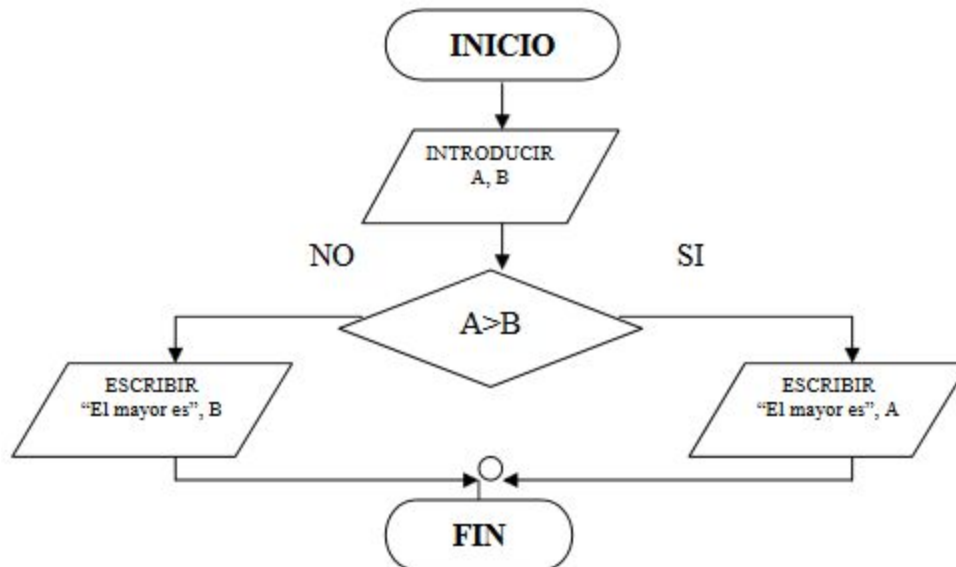 INICIO
INTRODUCIR
A, B
NO
SI
A>B
ESCRIBIR
“El mayor es”, B
ESCRIBIR
“El mayor es”, A
FIN